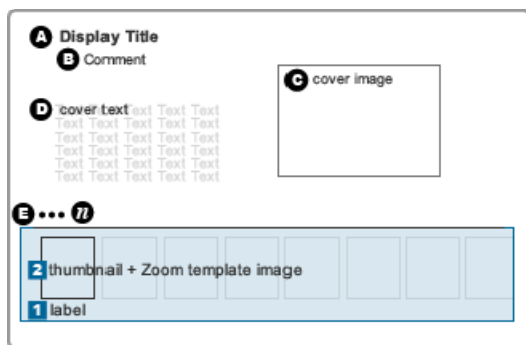 A Display Title
B Comment
C cover image
D cover text
Text Text Text Text Text
Text Text Text Text Text
Text Text Text Text Text
Text Text Text Text Text
Text Text Text Text Text
Text Text Text Text Text
E ••• n
2 thumbnail + Zoom template image
1 label